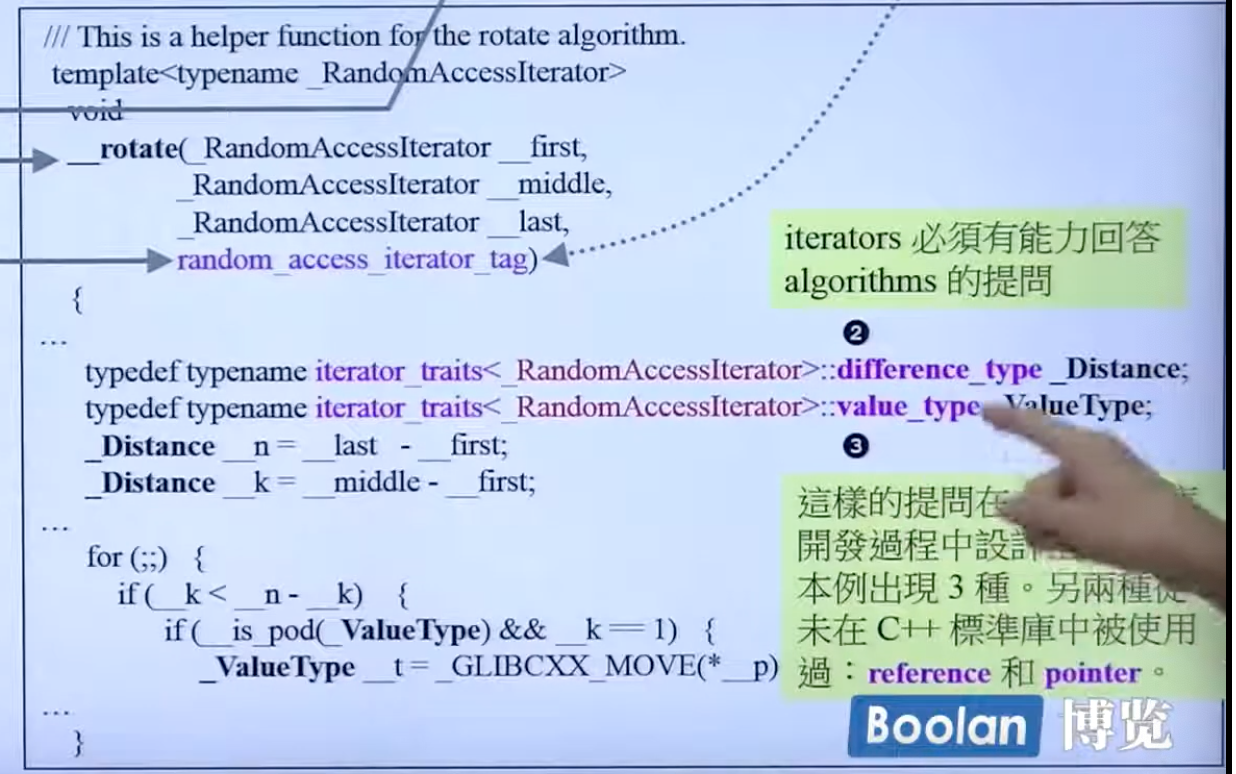 /// This is a helper function for the rotate algorithm.
template<typename _RandomAccessIterator>
void
__rotate(_RandomAccessIterator __first,
_RandomAccessIterator __middle,
_RandomAccessIterator __last,
random_access_iterator_tag)
{
iterators 必須有能力回答
algorithms 的提問
...
❷
typedef typename iterator_traits<_RandomAccessIterator>::difference_type _Distance;
typedef typename iterator_traits<_RandomAccessIterator>::value_type _ValueType;
❸
_Distance __n = __last - __first;
_Distance __k = __middle - __first;
...
for (;;) {
if (__k < __n - __k) {
if (__is_pod(_ValueType) && __k == 1) {
_ValueType __t = _GLIBCXX_MOVE(*__p)
...
}
這樣的提問在
開發過程中設
本例出現 3 種。另兩種從
未在 C++ 標準庫中被使用
過：reference 和 pointer。
Boolan 博览